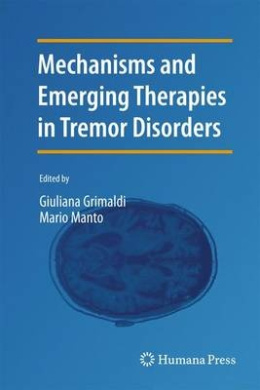 Mechanisms and
Emerging Therapies
in Tremor Disorders
Edited by
Giuliana Grimaldi
Mario Manto
Humana Press